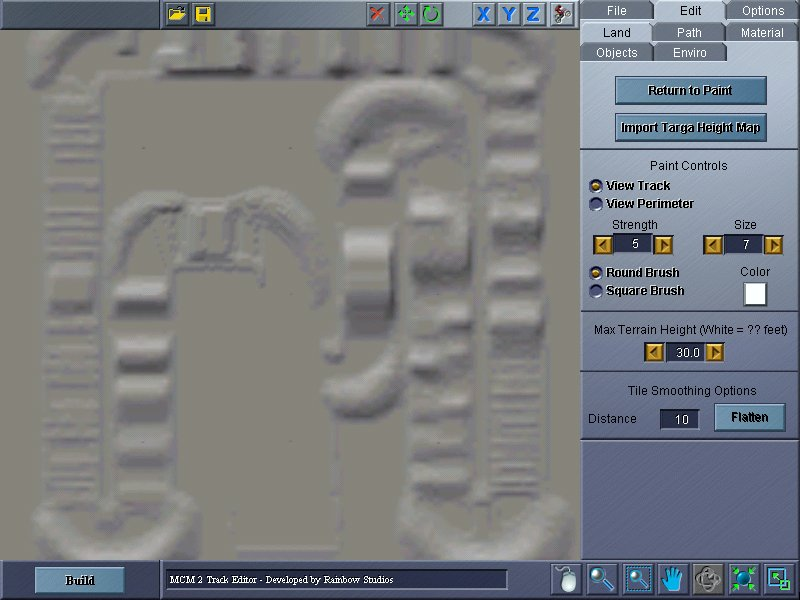 X Y Z
File Edit Options
Land Path Material
Objects Enviro
Return to Paint
Import Targa Height Map
Paint Controls
View Track
View Perimeter
Strength Size
5 7
Round Brush Color
Square Brush
Max Terrain Height (White = ?? feet)
30.0
Tile Smoothing Options
Distance 10 Flatten
Build
MCM 2 Track Editor - Developed by Rainbow Studios